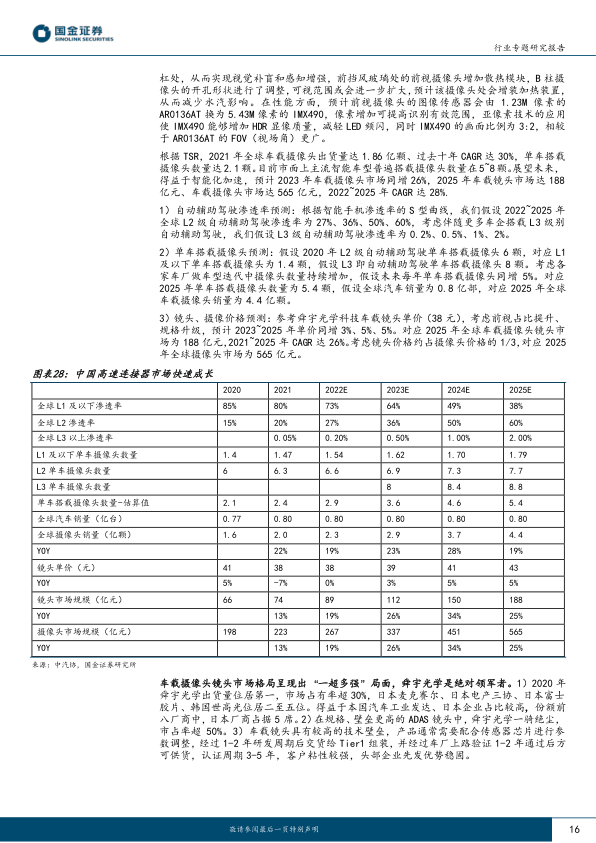 国金证券
SINOLINK SECURITIES
行业专题研究报告
杠处，从而实现视觉补盲和感知增强，前挡风玻璃处的前视摄像头增加散热模块，B 柱摄
像头的开孔形状进行了调整，可视范围或会进一步扩大，预计该摄像头处会增装加热装置，
从而减少水汽影响。在性能方面，预计前视摄像头的图像传感器会由 1.23M 像素的
AR0136AT 换为 5.43M 像素的 IMX490，像素增加可提高识别有效范围，亚像素技术的应用
使 IMX490 能够增加 HDR 显像质量，减轻 LED 频闪，同时 IMX490 的画面比例为 3:2，相较
于 AR0136AT 的 FOV（视场角）更广。
根据 TSR，2021 年全球车载摄像头出货量达 1.86 亿颗、过去十年 CAGR 达 30%，单车搭载
摄像头数量达 2.1 颗。目前市面上主流智能车型普遍搭载摄像头数量在 5~8 颗。展望未来，
得益于智能化加速，预计 2023 年车载摄像头市场同增 26%，2025 年车载镜头市场达 188
亿元、车载摄像头市场达 565 亿元，2022~2025 年 CAGR 达 28%.
1）自动辅助驾驶渗透率预测：根据智能手机渗透率的 S 型曲线，我们假设 2022~2025 年
全球 L2 级自动辅助驾驶渗透率为 27%、36%、50%、60%，考虑伴随更多车企搭载 L3 级别
自动辅助驾驶，我们假设 L3 级自动辅助驾驶渗透率为 0.2%、0.5%、1%、2%。
2）单车搭载摄像头预测：假设 2020 年 L2 级自动辅助驾驶单车搭载摄像头 6 颗，对应 L1
及以下单车搭载摄像头为 1.4 颗，假设 L3 即自动辅助驾驶单车搭载摄像头 8 颗。考虑各
家车厂改车型迭代中摄像头数量持续增加，假设未来每年单车载摄像头同增 5%。对应
2025 年单车搭载摄像头数量为 5.4 颗，假设全球汽车销量为 0.8 亿部，对应 2025 年全球
车载摄像头销量为 4.4 亿颗。
3）镜头、摄像价格预测：参考舜宇光学科技车载镜头单价（38 元），考虑前视占比提升、
规格升级，预计 2023~2025 年单价同增 3%、5%、5%。对应 2025 年全球车载摄像头镜头市
场为 188 亿元,2021~2025 年 CAGR 达 26%。考虑镜头价格约占摄像头价格的 1/3,对应 2025
年全球摄像头市场为 565 亿元。
图表28：中国高速连接器市场快速成长
2020 2021 2022E 2023E 2024E 2025E
全球 L1 及以下渗透率 85% 80% 73% 64% 49% 38%
全球 L2 渗透率 15% 20% 27% 36% 50% 60%
全球 L3 以上渗透率 0.05% 0.20% 0.50% 1.00% 2.00%
L1 及以下单车摄像头数量 1.4 1.47 1.54 1.62 1.70 1.79
L2 单车摄像头数量 6 6.3 6.6 6.9 7.3 7.7
L3 单车摄像头数量 8 8.4 8.8
单车搭载摄像头数量-估算值 2.1 2.4 2.9 3.6 4.6 5.4
全球汽车销量（亿台） 0.77 0.80 0.80 0.80 0.80 0.80
全球摄像头销量（亿颗） 1.6 2.0 2.3 2.9 3.7 4.4
YOY 22% 19% 23% 28% 19%
镜头单价（元） 41 38 38 39 41 43
YOY 5% -7% 0% 3% 5% 5%
镜头市场规模（亿元） 66 74 89 112 150 188
YOY 13% 19% 26% 34% 25%
摄像头市场规模（亿元） 198 223 267 337 451 565
YOY 13% 19% 26% 34% 25%
来源：中汽协，国金证券研究所
车载摄像头镜头市场格局呈现出“一超多强”局面，舜宇光学是绝对领军者。1）2020 年
舜宇光学出货量位居第一，市场占有率超 30%，日本麦克赛尔、日本电产三协、日本富士
胶片、韩国世高光位居二至五位。得益于本国汽车工业发达、日本企业占比较高，份额前
八厂商中，日本厂商占据 5 席。2）在规格、壁垒更高的 ADAS 镜头中，舜宇光学一骑绝尘，
市占率超 50%。3）车载镜头具有较高的技术壁垒，产品通常需要配合传感器芯片进行参
数调整，经过 1-2 年研发周期后交货给 Tier1 组装，并经过车厂上路验证 1-2 年通过后方
可供货，认证周期 3-5 年，客户粘性较强，头部企业先发优势稳固。
敬请参阅最后一页特别声明
16